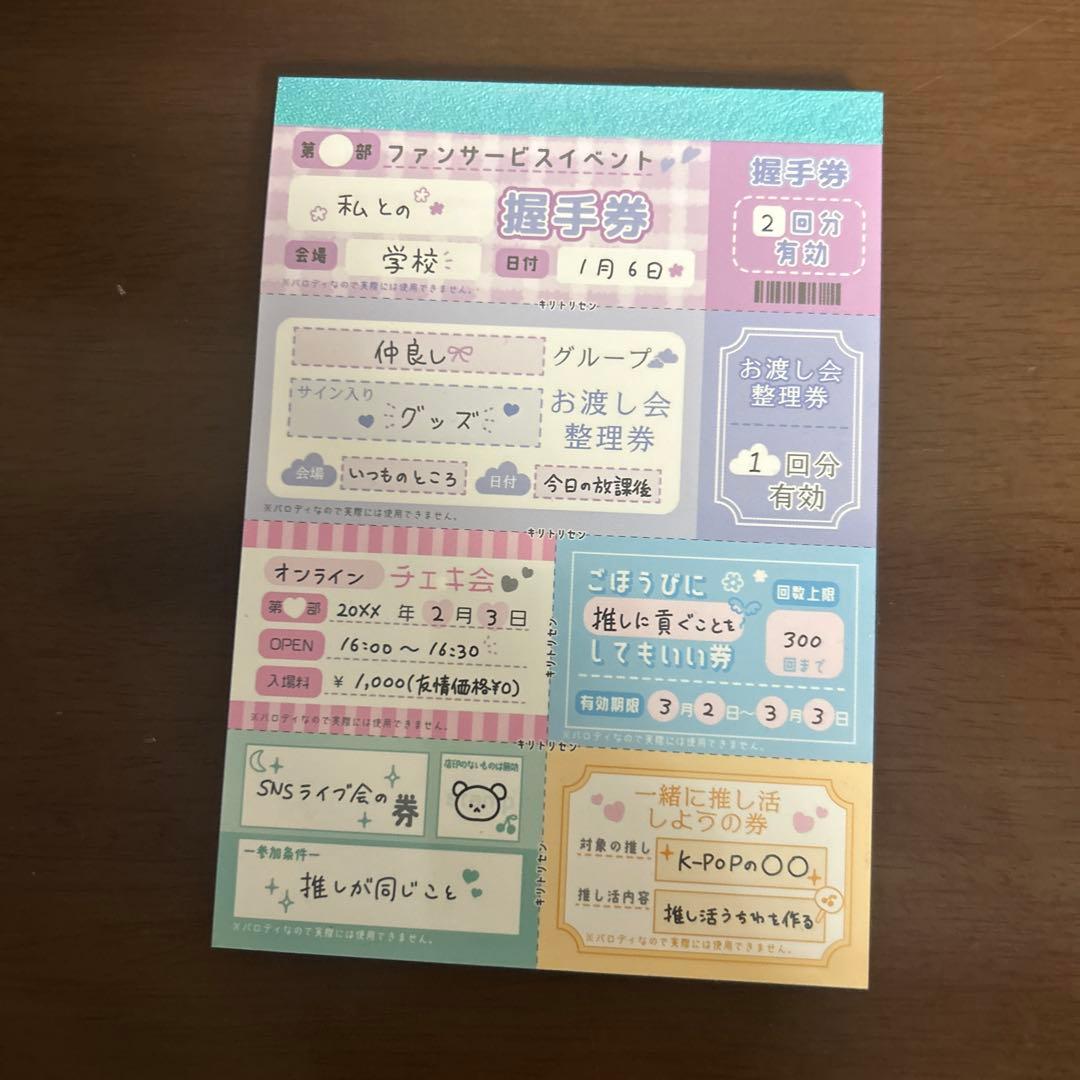 第 部 ファンサービスイベント
私との 握手券
会場 学校 日付 1月6日
※パロディなので実際には使用できません。
握手券
2回分
有効
キリトリセン
仲良し グループ
サイン入り
グッズ
お渡し会
整理券
会場 いつものところ 日付 今日の放課後
※パロディなので実際には使用できません。
お渡し会
整理券
1回分
有効
キリトリセン
オンライン チェキ会
第 部 20XX 年 2月3日
OPEN 16:00〜16:30
入場料 ¥ 1,000(友情価格¥0)
※パロディなので実際には使用できません。
キリトリセン
ごほうびに
推しに貢ぐことを
してもいい券
回数上限
300
回まで
有効期限 3月2日〜3月3日
※パロディなので実際には使用できません。
キリトリセン
SNSライブ会の券
店印のないものは無効
ー参加条件ー
推しが同じこと
※パロディなので実際には使用できません。
キリトリセン
一緒に推し活
しようの券
対象の推し K-POPの〇〇
推し活内容 推し活うちわを作る
※パロディなので実際には使用できません。